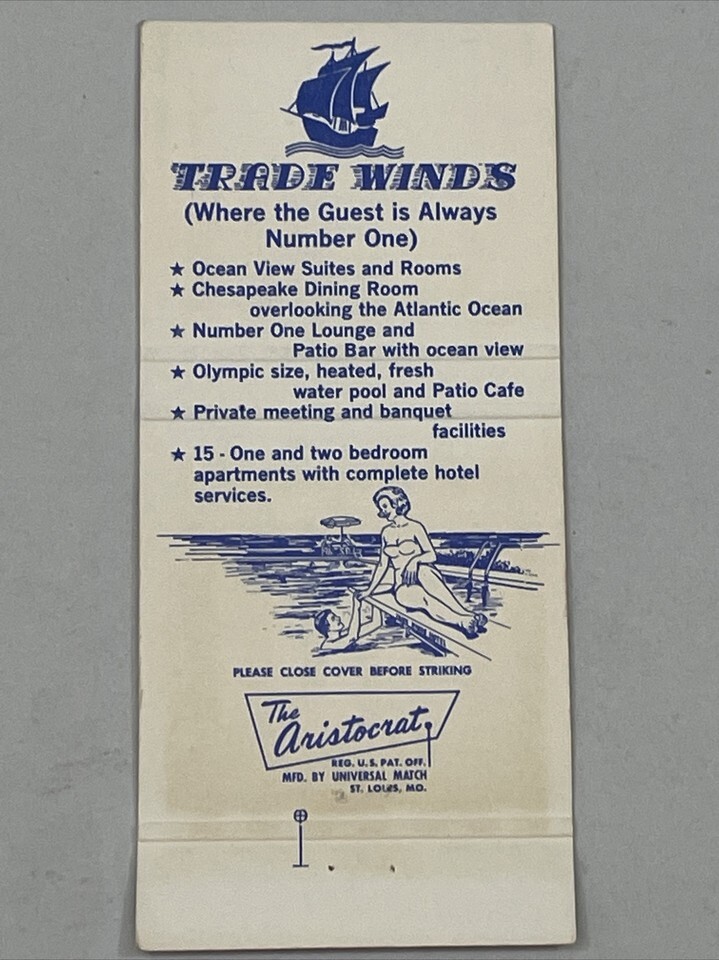 TRADE WINDS
(Where the Guest is Always
Number One)
★ Ocean View Suites and Rooms
★ Chesapeake Dining Room
overlooking the Atlantic Ocean
★ Number One Lounge and
Patio Bar with ocean view
★ Olympic size, heated, fresh
water pool and Patio Cafe
★ Private meeting and banquet
facilities
★ 15 - One and two bedroom
apartments with complete hotel
services.
PLEASE CLOSE COVER BEFORE STRIKING
The
Aristocrat
REG. U.S. PAT. OFF.
MFD. BY UNIVERSAL MATCH
ST. LOUIS, MO.